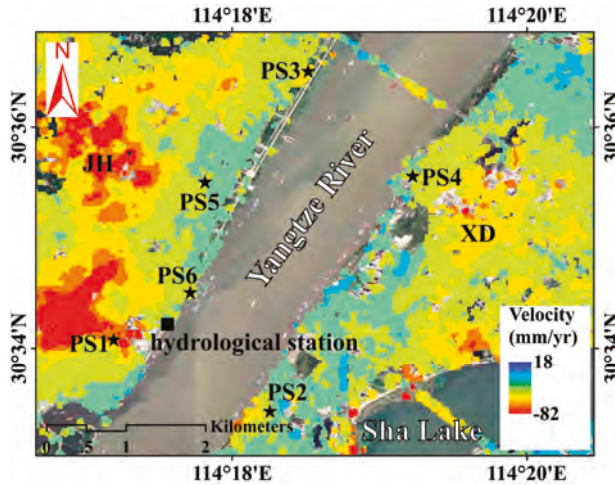 114°18'E 114°20'E
N
PS3
30°36'N 30°36'N
JH
PS4
PS5
Yangtze River
XD
PS6
Velocity
(mm/yr)
18
-82
PS1
hydrological station
30°34'N 30°34'N
PS2
Kilometers
0 .5 1 2
Sha Lake
114°18'E 114°20'E